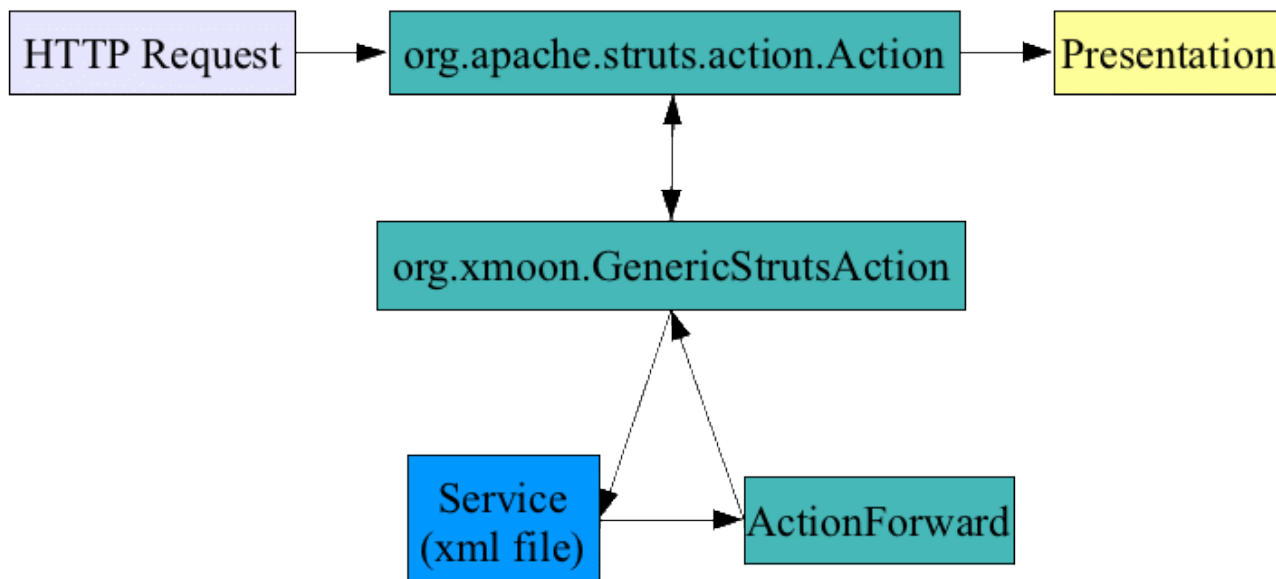 HTTP Request
org.apache.struts.action.Action
Presentation
org.xmoon.GenericStrutsAction
Service
(xml file)
ActionForward